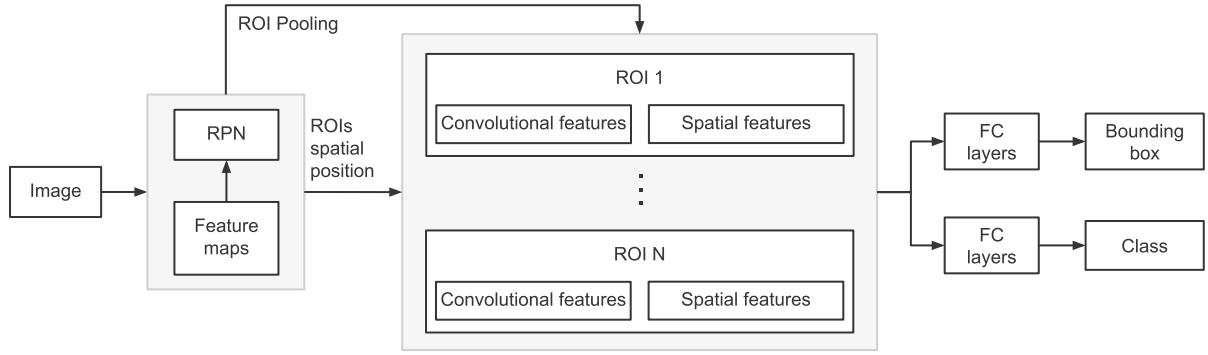 ROI Pooling
Image
RPN
Feature
maps
ROIs
spatial
position
ROI 1
Convolutional features
Spatial features
ROI N
Convolutional features
Spatial features
FC
layers
Bounding
box
FC
layers
Class